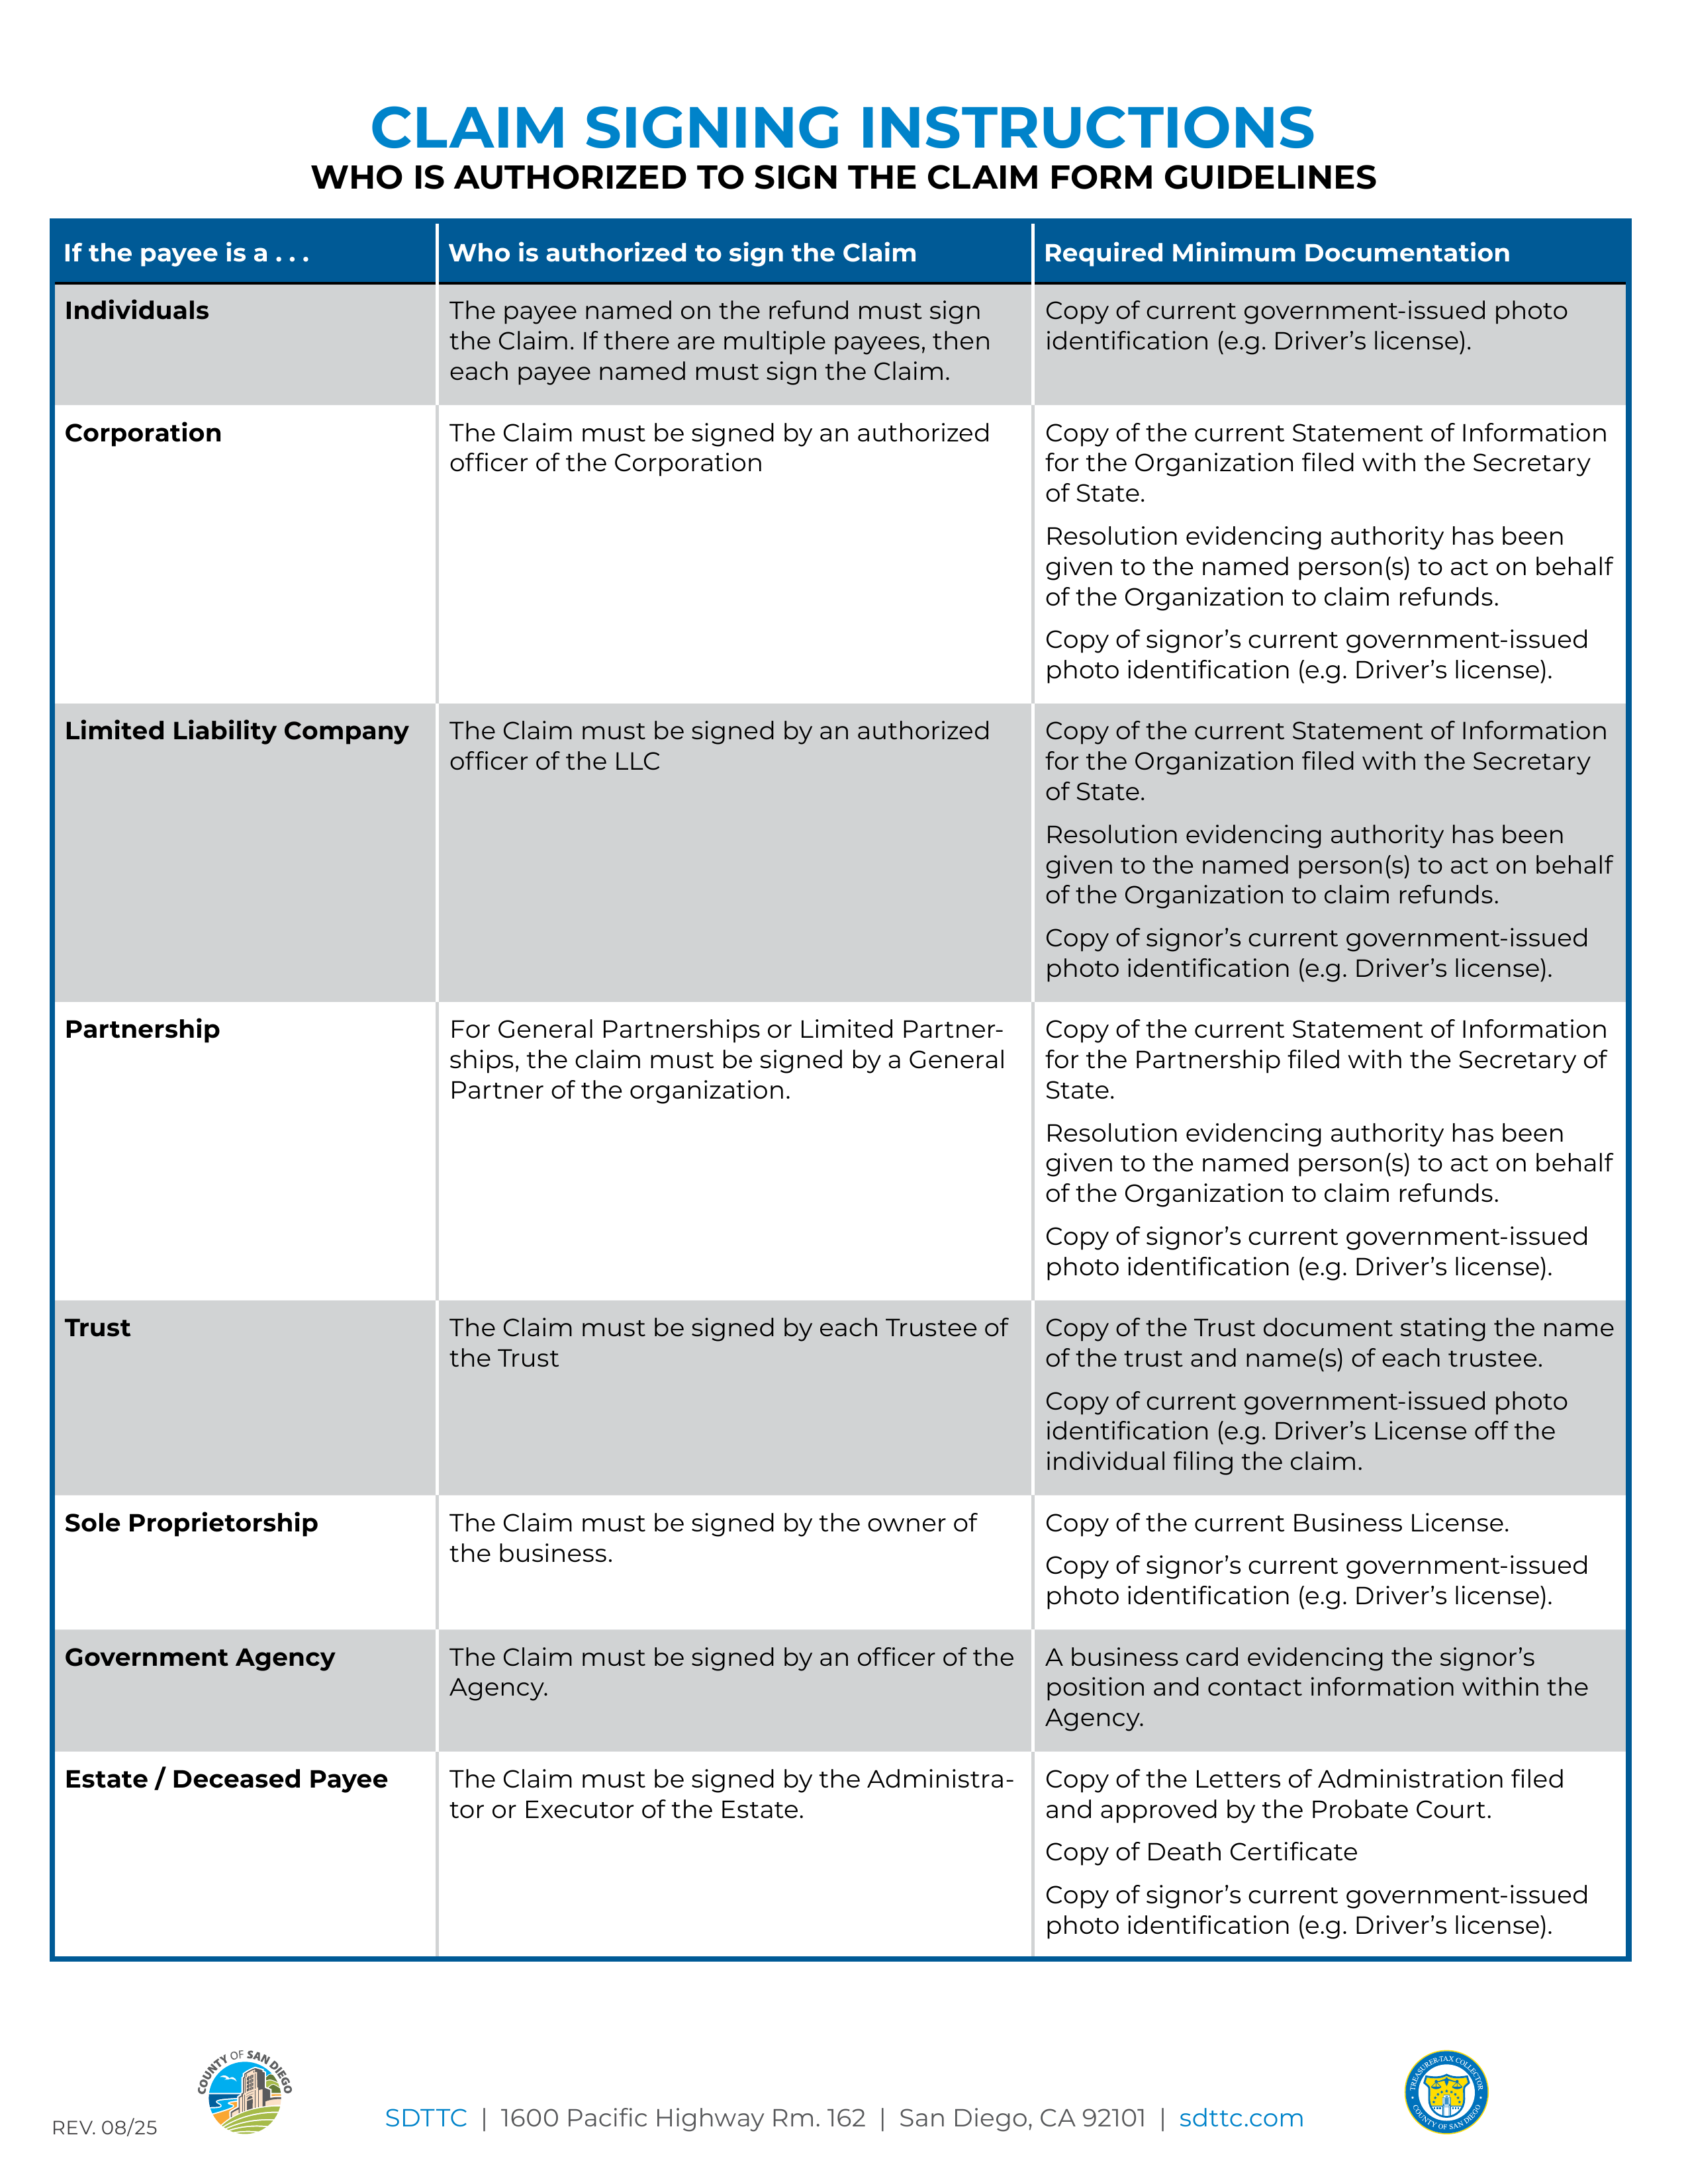 CLAIM SIGNING INSTRUCTIONS
WHO IS AUTHORIZED TO SIGN THE CLAIM FORM GUIDELINES
If the payee is a . . .
Who is authorized to sign the Claim
Required Minimum Documentation
Individuals
The payee named on the refund must sign
the Claim. If there are multiple payees, then
each payee named must sign the Claim.
Copy of current government-issued photo
identification (e.g. Driver’s license).
Corporation
The Claim must be signed by an authorized
officer of the Corporation
Copy of the current Statement of Information
for the Organization filed with the Secretary
of State.
Resolution evidencing authority has been
given to the named person(s) to act on behalf
of the Organization to claim refunds.
Copy of signor’s current government-issued
photo identification (e.g. Driver’s license).
Limited Liability Company
The Claim must be signed by an authorized
officer of the LLC
Copy of the current Statement of Information
for the Organization filed with the Secretary
of State.
Resolution evidencing authority has been
given to the named person(s) to act on behalf
of the Organization to claim refunds.
Copy of signor’s current government-issued
photo identification (e.g. Driver’s license).
Partnership
For General Partnerships or Limited Partner-
ships, the claim must be signed by a General
Partner of the organization.
Copy of the current Statement of Information
for the Partnership filed with the Secretary of
State.
Resolution evidencing authority has been
given to the named person(s) to act on behalf
of the Organization to claim refunds.
Copy of signor’s current government-issued
photo identification (e.g. Driver’s license).
Trust
The Claim must be signed by each Trustee of
the Trust
Copy of the Trust document stating the name
of the trust and name(s) of each trustee.
Copy of current government-issued photo
identification (e.g. Driver’s License off the
individual filing the claim.
Sole Proprietorship
The Claim must be signed by the owner of
the business.
Copy of the current Business License.
Copy of signor’s current government-issued
photo identification (e.g. Driver’s license).
Government Agency
The Claim must be signed by an officer of the
Agency.
A business card evidencing the signor’s
position and contact information within the
Agency.
Estate / Deceased Payee
The Claim must be signed by the Administra-
tor or Executor of the Estate.
Copy of the Letters of Administration filed
and approved by the Probate Court.
Copy of Death Certificate
Copy of signor’s current government-issued
photo identification (e.g. Driver’s license).
REV. 08/25
COUNTY OF SAN DIEGO
SDTTC | 1600 Pacific Highway Rm. 162 | San Diego, CA 92101 | sdttc.com
TREASURER-TAX COLLECTOR
COUNTY OF SAN DIEGO